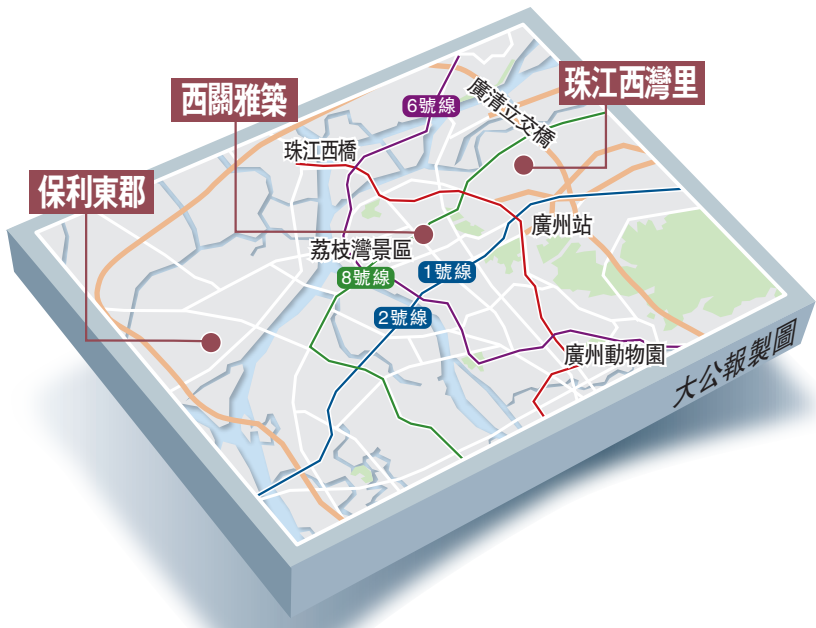 珠江西灣里
西關雅築
6號線
廣清立交橋
珠江西橋
保利東郡
廣州站
荔枝灣景區
1號線
8號線
2號線
廣州動物園
大公報製圖